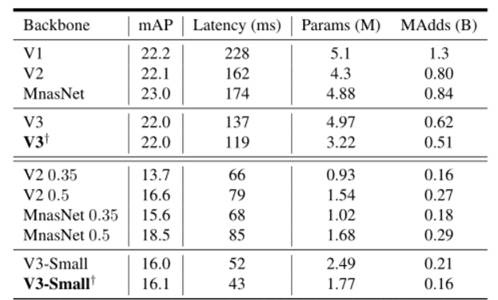 Backbone mAP Latency (ms) Params (M) MAdds (B)
V1 22.2 228 5.1 1.3
V2 22.1 162 4.3 0.80
MnasNet 23.0 174 4.88 0.84
V3 22.0 137 4.97 0.62
V3† 22.0 119 3.22 0.51
V2 0.35 13.7 66 0.93 0.16
V2 0.5 16.6 79 1.54 0.27
MnasNet 0.35 15.6 68 1.02 0.18
MnasNet 0.5 18.5 85 1.68 0.29
V3-Small 16.0 52 2.49 0.21
V3-Small† 16.1 43 1.77 0.16